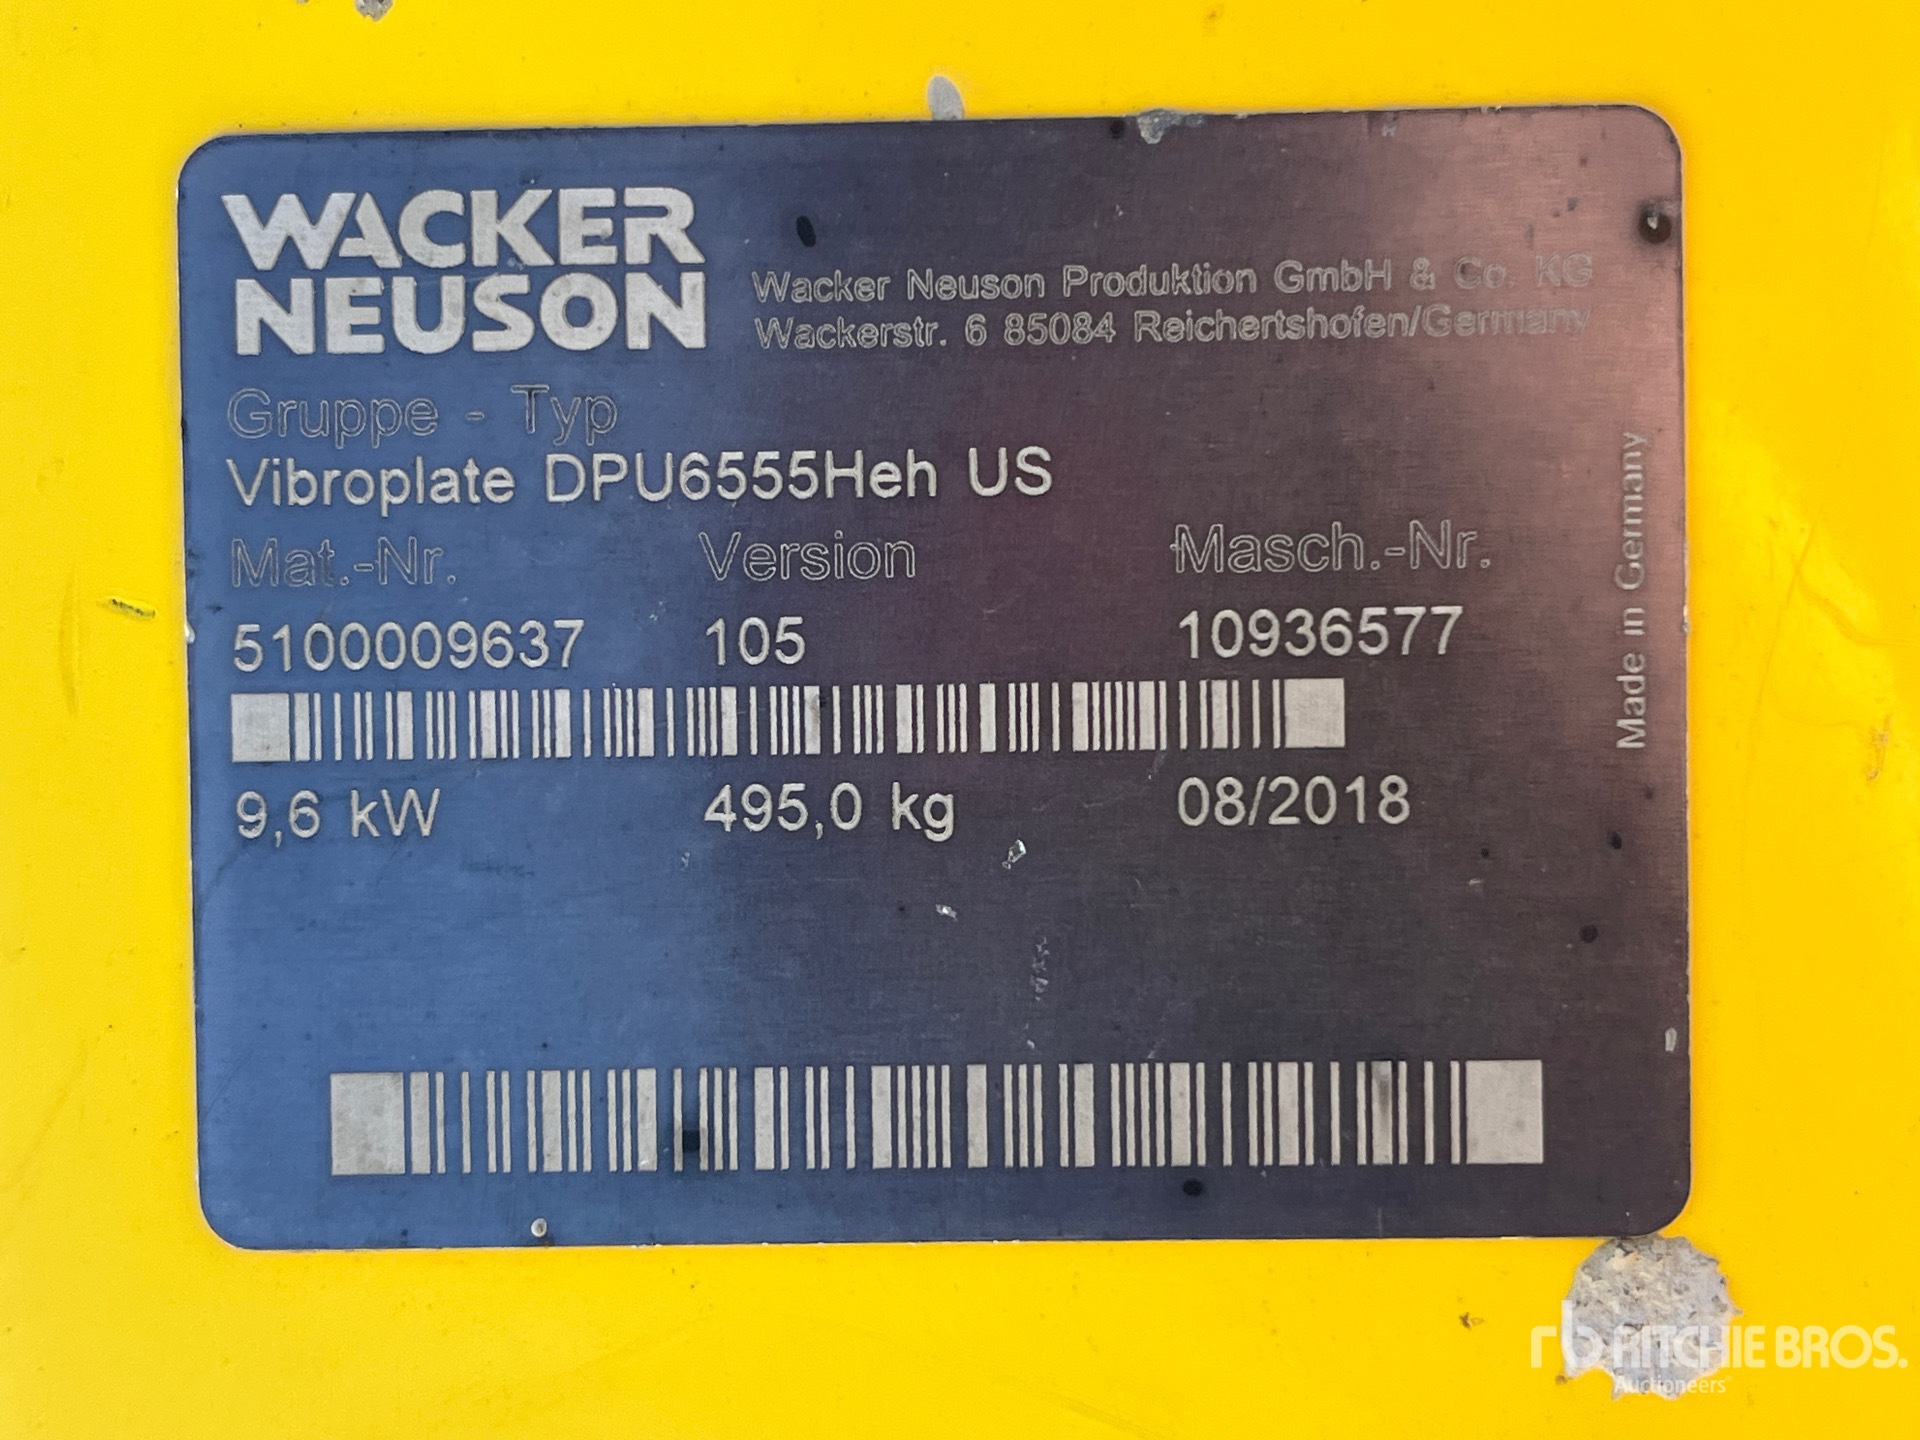 WACKER
NEUSON
Wacker Neuson Produktion GmbH & Co. KG
Wackerstr. 6 85084 Reichertshofen/Germany
Gruppe - Typ
Vibroplate DPU6555Heh US
Mat.-Nr. Version Masch.-Nr.
5100009637 105 10936577
9,6 kW 495,0 kg 08/2018
Made in Germany
rb RITCHIE BROS.
Auctioneers